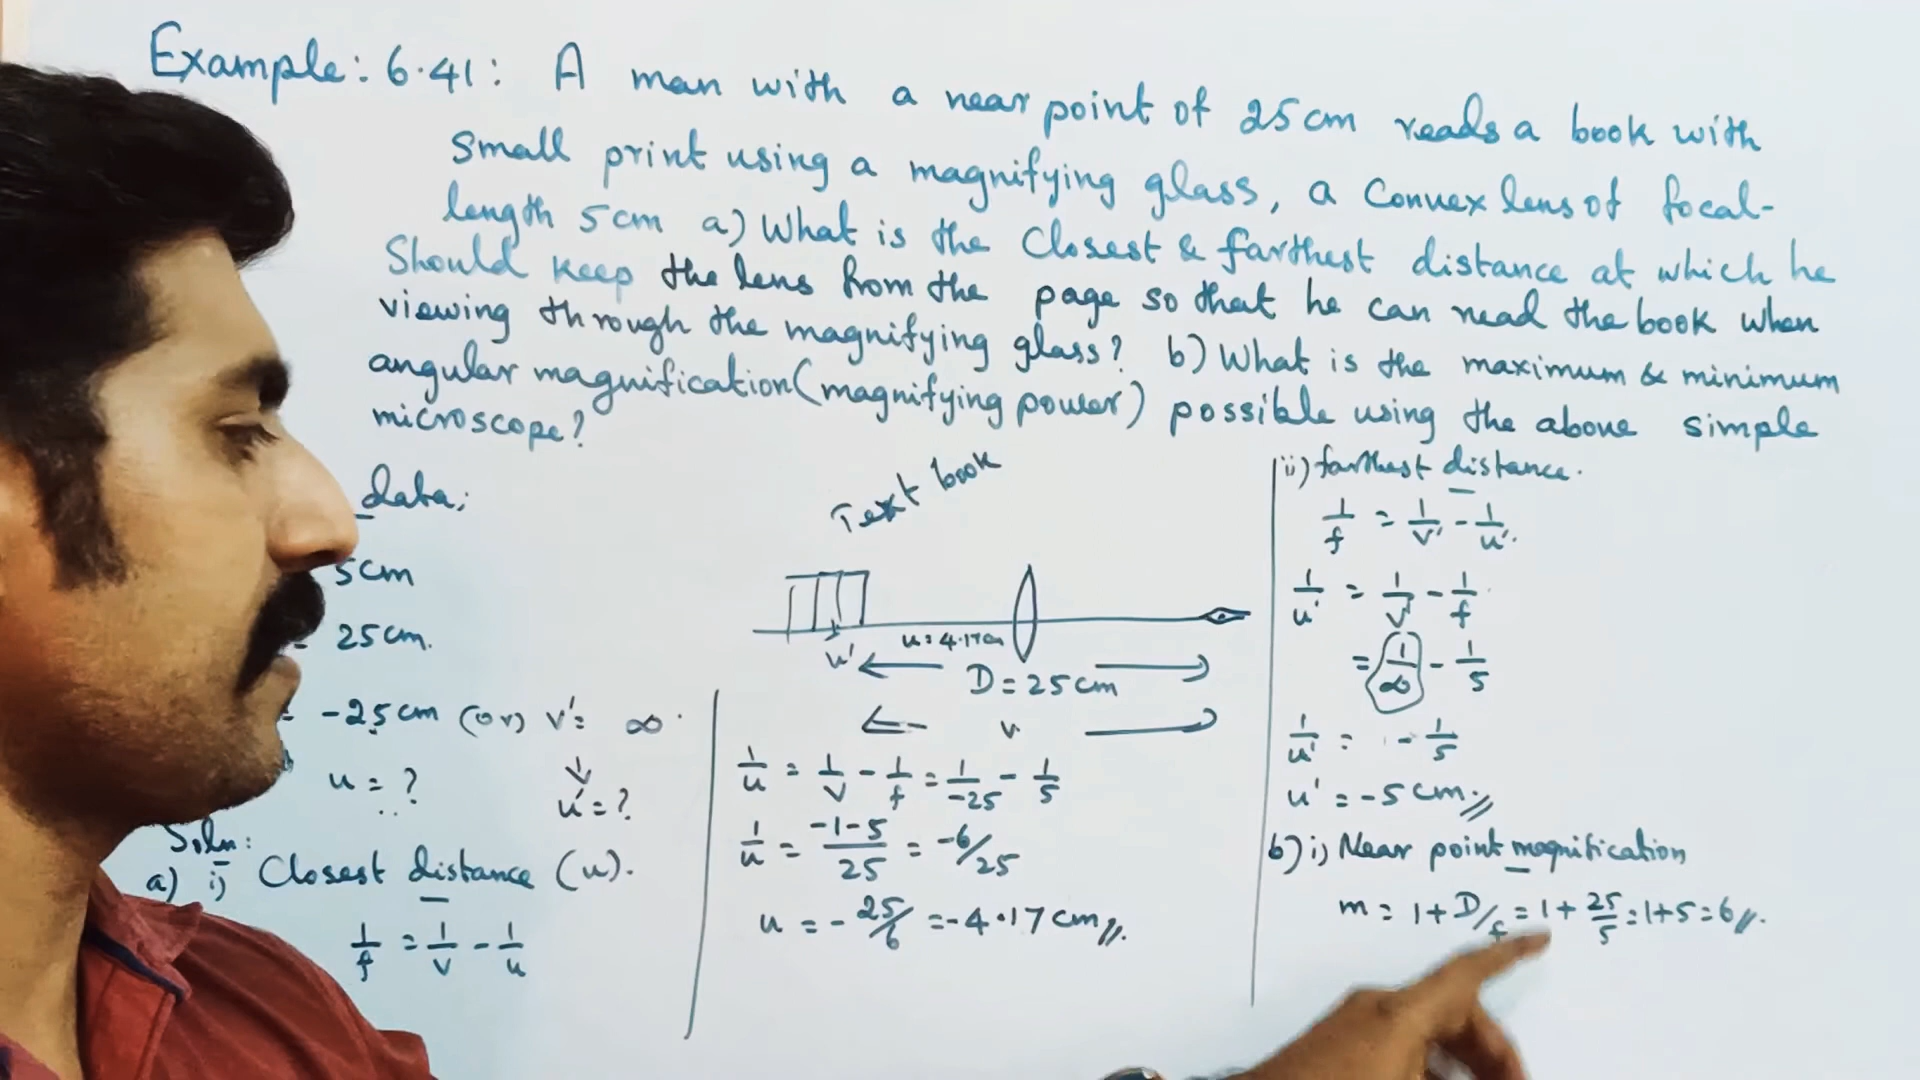 Example: 6.41: A man with a near point of 25cm reads a book with
small print using a magnifying glass, a Convex lens of focal-
length 5cm a) What is the Closest & farthest distance at which he
Should keep the lens from the page so that he can read the book when
viewing through the magnifying glass? b) What is the maximum & minimum
angular magnification (magnifying power) possible using the above simple
microscope?
data;
5cm
25cm.
= -25cm (or) v' = ∞
u = ?
u' = ?
Soln:
a) i) Closest distance (u).
1/f = 1/v - 1/u
Text book
u'
u = 4.17cm
D = 25cm
v
1/u = 1/v - 1/f = 1/-25 - 1/5
1/u = -1-5/25 = -6/25
u = -25/6 = -4.17cm//.
ii) farthest distance.
1/f = 1/v' - 1/u'.
1/u' = 1/v' - 1/f
= 1/∞ - 1/5
1/u' = - 1/5
u' = -5cm//
b) i) Near point magnification
m = 1 + D/f = 1 + 25/5 = 1+5 = 6//.